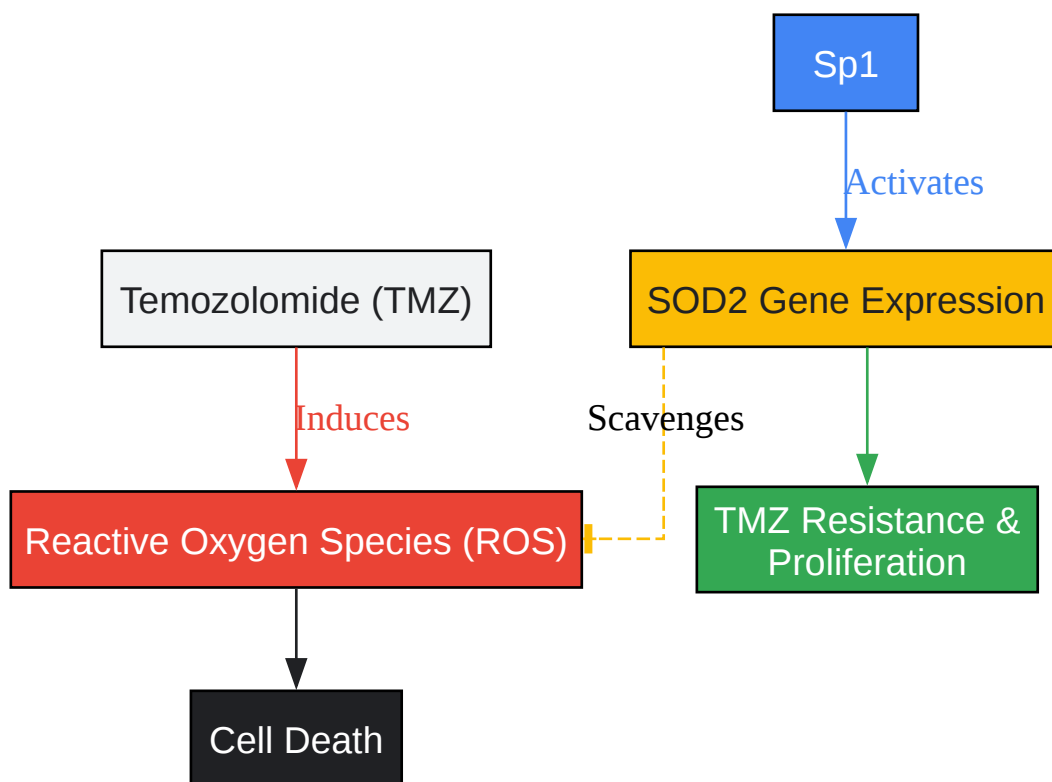 Sp1
Activates
Temozolomide (TMZ)
SOD2 Gene Expression
Induces
Scavenges
Reactive Oxygen Species (ROS)
TMZ Resistance &
Proliferation
Cell Death